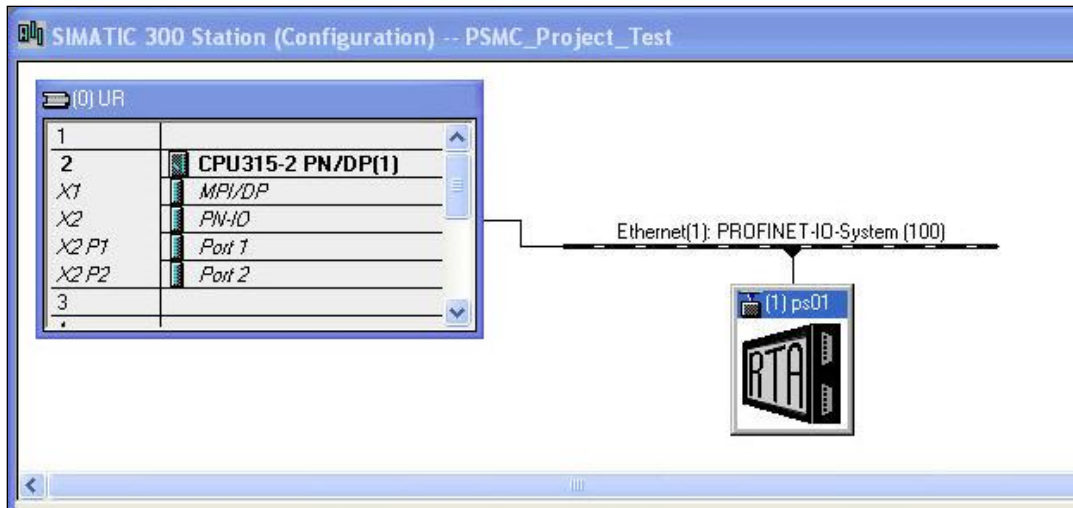 SIMATIC 300 Station (Configuration) -- PSMC_Project_Test
(0) UR
1
2 CPU315-2 PN/DP(1)
X1 MPI/DP
X2 PN-IO
X2 P1 Port 1
X2 P2 Port 2
3
Ethernet(1): PROFINET-IO-System (100)
(1) ps01
RTA